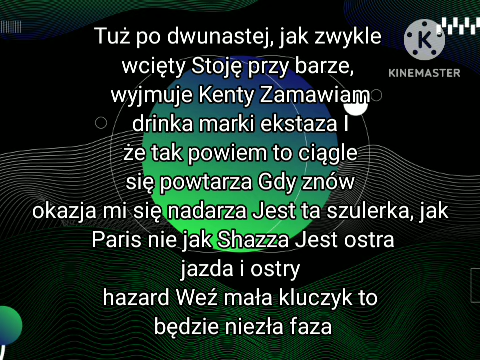 Tuż po dwunastej, jak zwykle
wcięty Stoję przy barze,
wyjmuje Kenty Zamawiam
drinka marki ekstaza I
że tak powiem to ciągle
się powtarza Gdy znów
okazja mi się nadarza Jest ta szulerka, jak
Paris nie jak Shazza Jest ostra
jazda i ostry
hazard Weź mała kluczyk to
będzie niezła faza
K
KINEMASTER